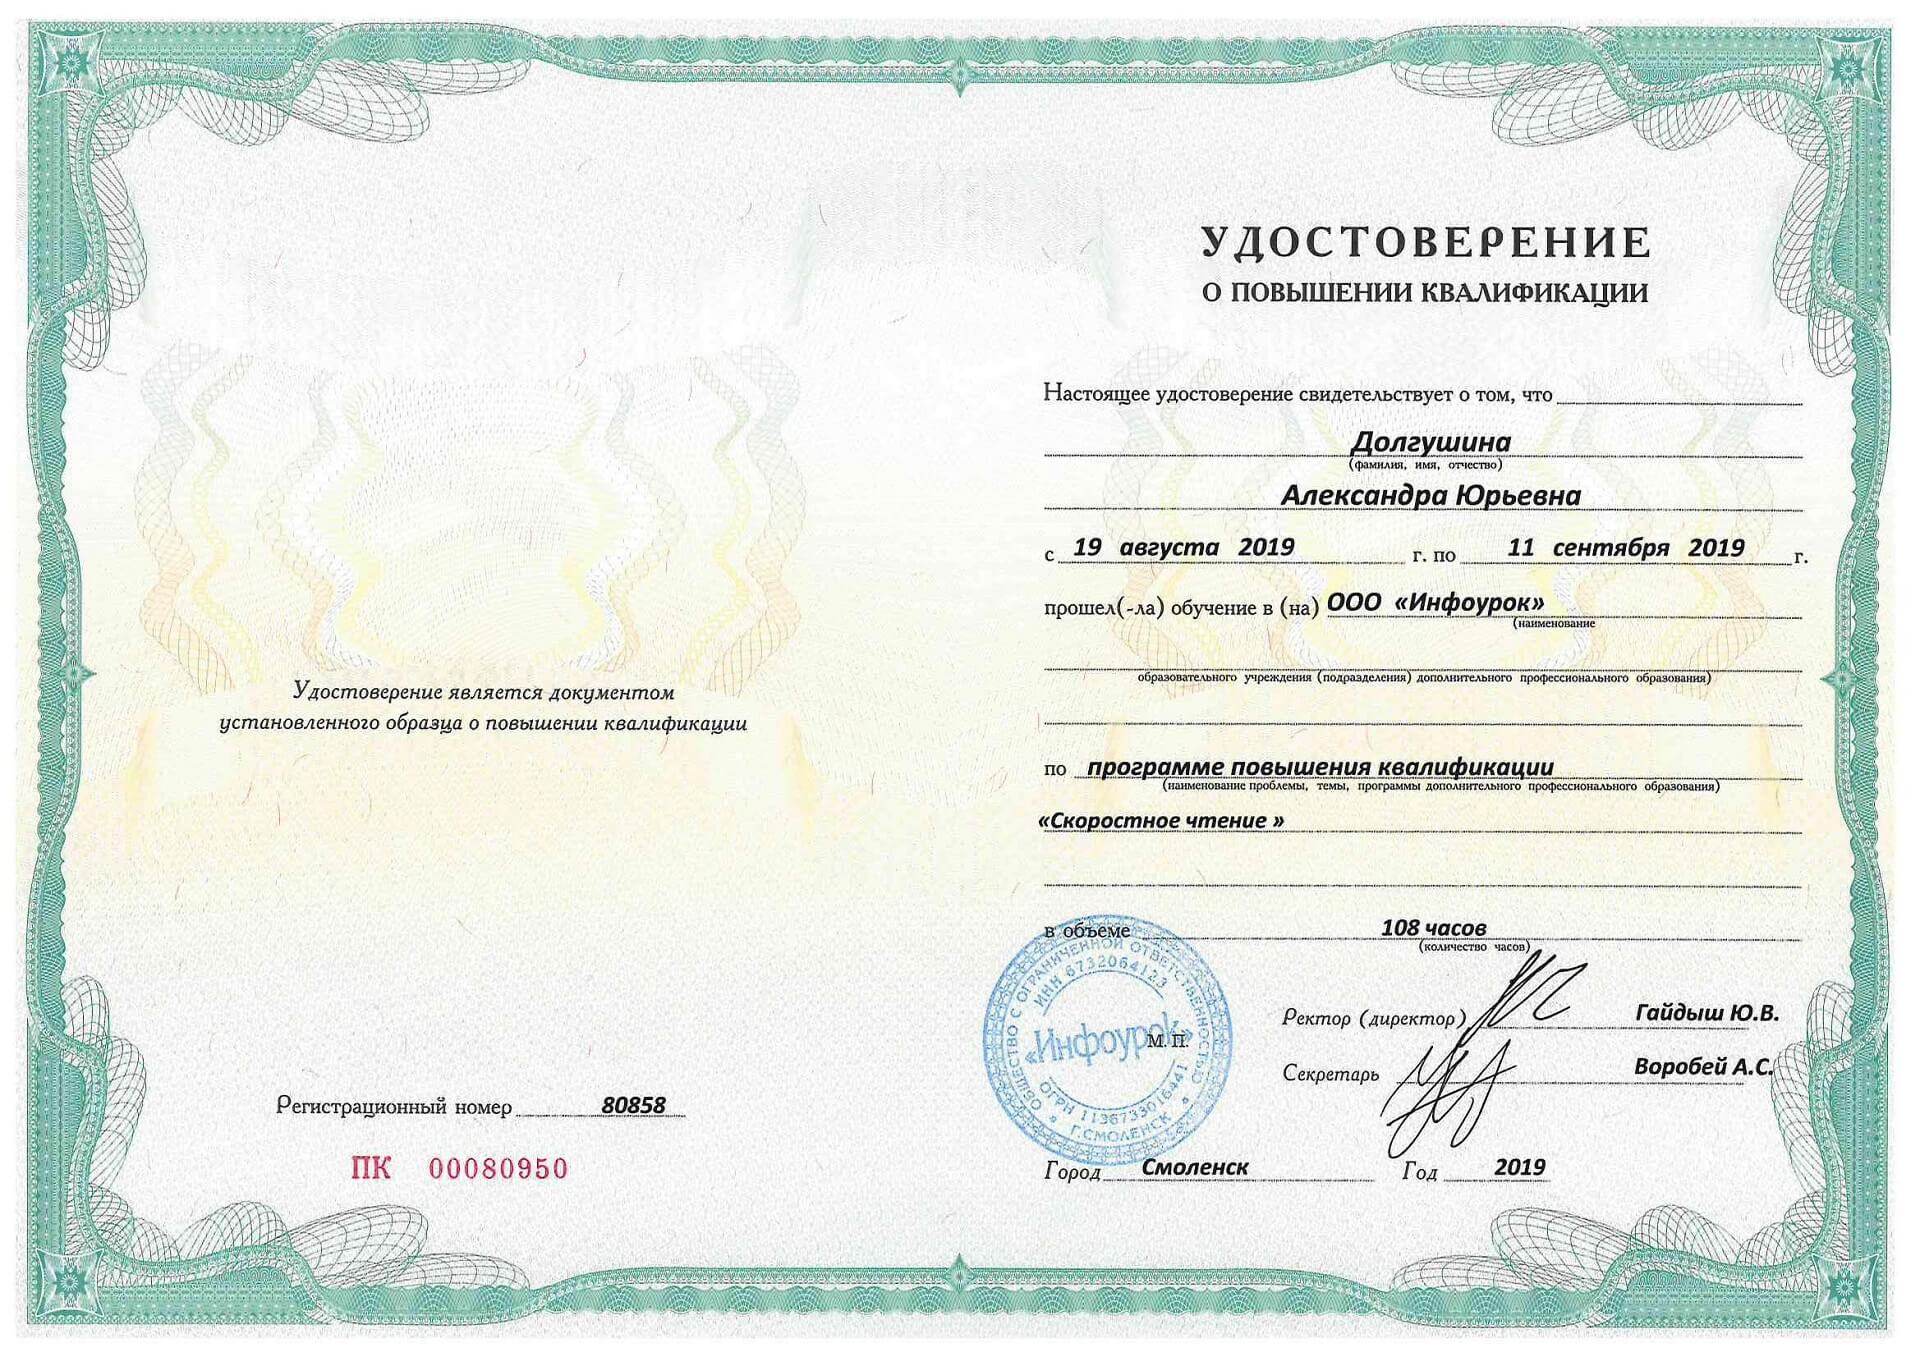 Удостоверение является документом
установленного образца о повышении квалификации
Регистрационный номер 80858
ПК 00080950
УДОСТОВЕРЕНИЕ
О ПОВЫШЕНИИ КВАЛИФИКАЦИИ
Настоящее удостоверение свидетельствует о том, что
Долгушина
(фамилия, имя, отчество)
Александра Юрьевна
с 19 августа 2019 г. по 11 сентября 2019 г.
прошел(-ла) обучение в (на) ООО «Инфоурок»
(наименование
образовательного учреждения (подразделения) дополнительного профессионального образования)
по программе повышения квалификации
(наименование проблемы, темы, программы дополнительного профессионального образования)
«Скоростное чтение »
в объеме 108 часов
(количество часов)
ОБЩЕСТВО С ОГРАНИЧЕННОЙ ОТВЕТСТВЕННОСТЬЮ
ИНН 6732064123
«Инфоурок»
М. П.
ОГРН 1136733016441
Г.СМОЛЕНСК
Ректор (директор) Гайдыш Ю.В.
Секретарь Воробей А.С.
Город Смоленск Год 2019